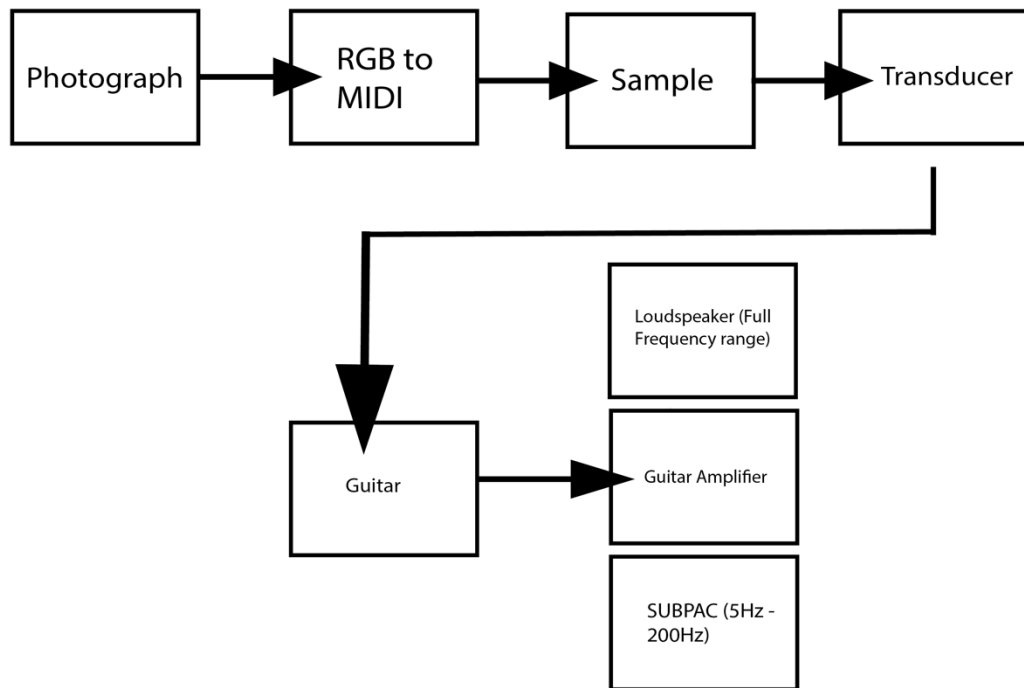 Photograph
RGB to
MIDI
Sample
Transducer
Loudspeaker (Full
Frequency range)
Guitar
Guitar Amplifier
SUBPAC (5Hz -
200Hz)